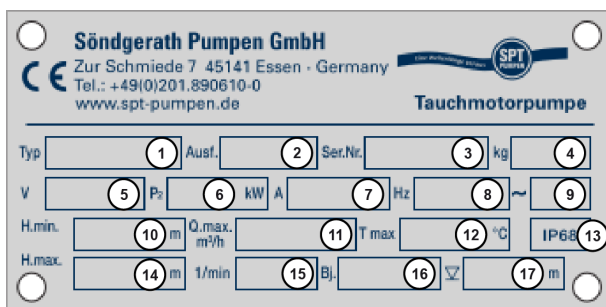 Söndgerath Pumpen GmbH
Zur Schmiede 7 45141 Essen - Germany
Tel.: +49(0)201.890610-0
www.spt-pumpen.de
SPT
PUMPEN
Tauchmotorpumpe
Typ 1 Ausf. 2 Ser.Nr. 3 kg 4
V 5 P2 6 kW A 7 Hz 8 ~ 9
H.min. 10 m Q.max. m³/h 11 T max 12 °C IP68 13
H.max. 14 m 1/min 15 Bj. 16 17 m